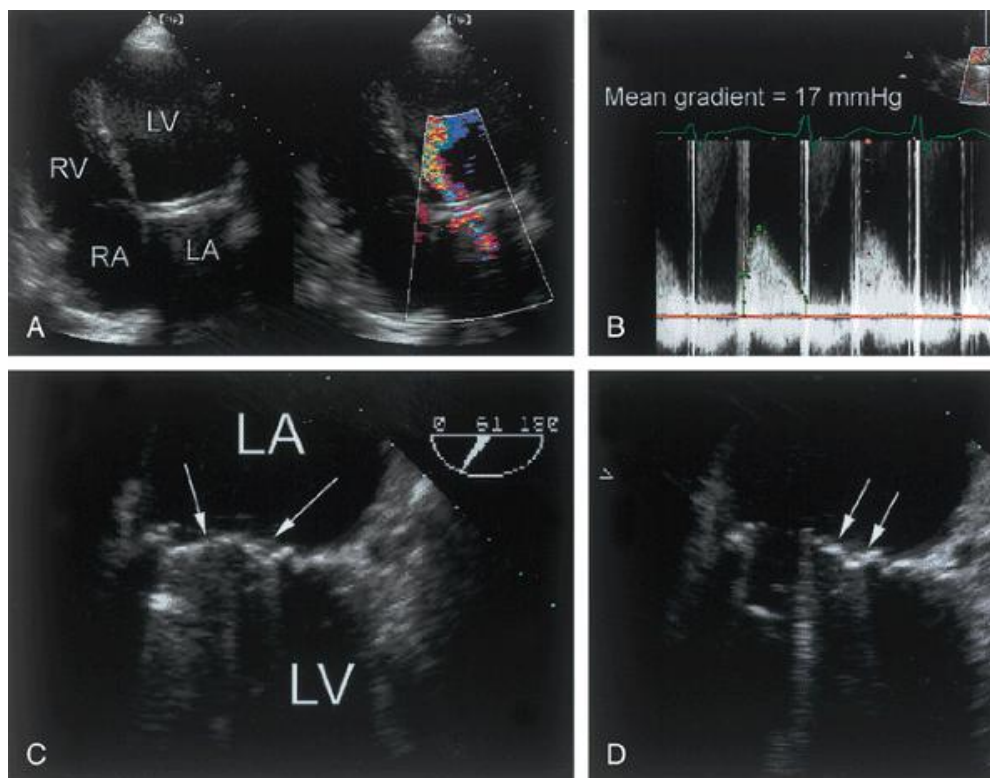 LV
RV
RA
LA
A
Mean gradient = 17 mmHg
B
LA
0 61 180
LV
C
D